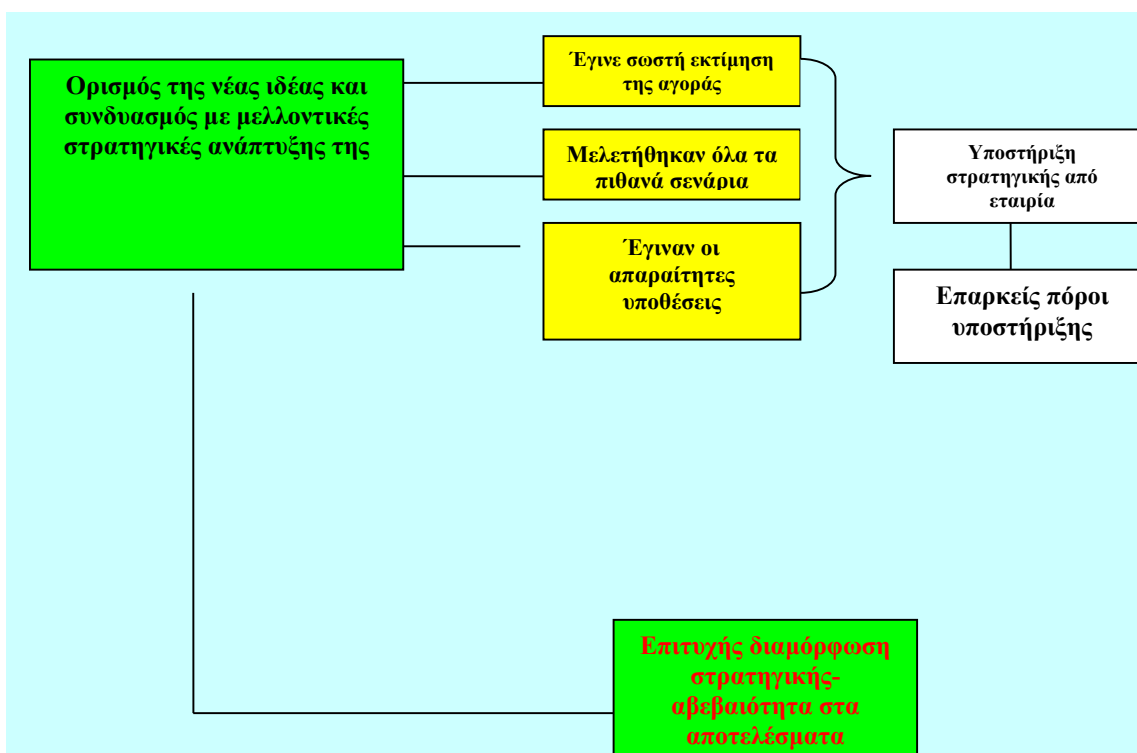 Ορισμός της νέας ιδέας και
συνδυασμός με μελλοντικές
στρατηγικές ανάπτυξης της
Έγινε σωστή εκτίμηση
της αγοράς
Μελετήθηκαν όλα τα
πιθανά σενάρια
Έγιναν οι
απαραίτητες
υποθέσεις
Υποστήριξη
στρατηγικής από
εταιρία
Επαρκείς πόροι
υποστήριξης
Επιτυχής διαμόρφωση
στρατηγικής-
αβεβαιότητα στα
αποτελέσματα